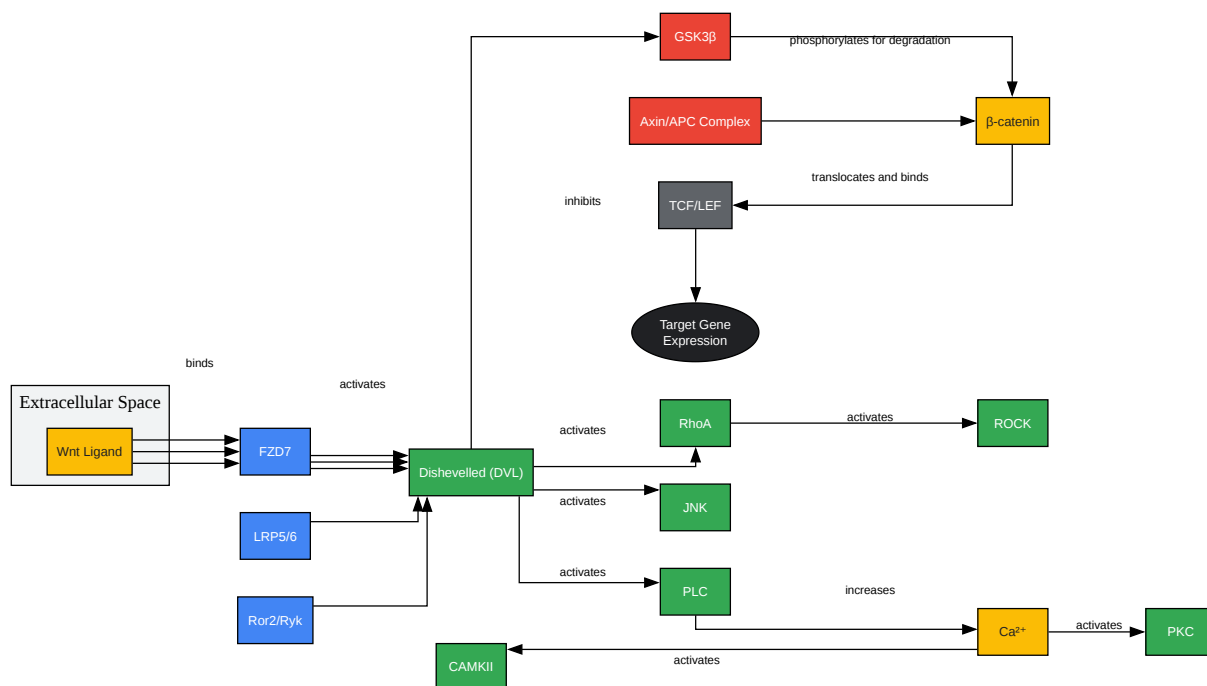 GSK3β
phosphorylates for degradation
Axin/APC Complex
β-catenin
translocates and binds
inhibits
TCF/LEF
Target Gene
Expression
binds
activates
Extracellular Space
Wnt Ligand
FZD7
Dishevelled (DVL)
activates
RhoA
activates
ROCK
activates
JNK
LRP5/6
activates
PLC
increases
Ror2/Ryk
Ca²⁺
activates
PKC
CAMKII
activates